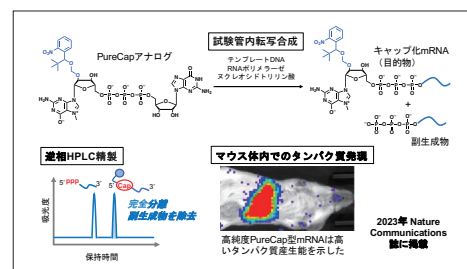 試験管内転写合成
PureCapアナログ
テンプレートDNA
RNAポリメラーゼ
ヌクレオシドトリリン酸
キャップ化mRNA
(目的物)
+
副生成物
逆相HPLC精製
5' PPP 3'
5' Cap 3'
完全分離
副生成物を除去
吸光度
保持時間
マウス体内でのタンパク質発現
高純度PureCap型mRNAは高
いタンパク質産生能を示した
2023年 Nature
Communications
誌に掲載